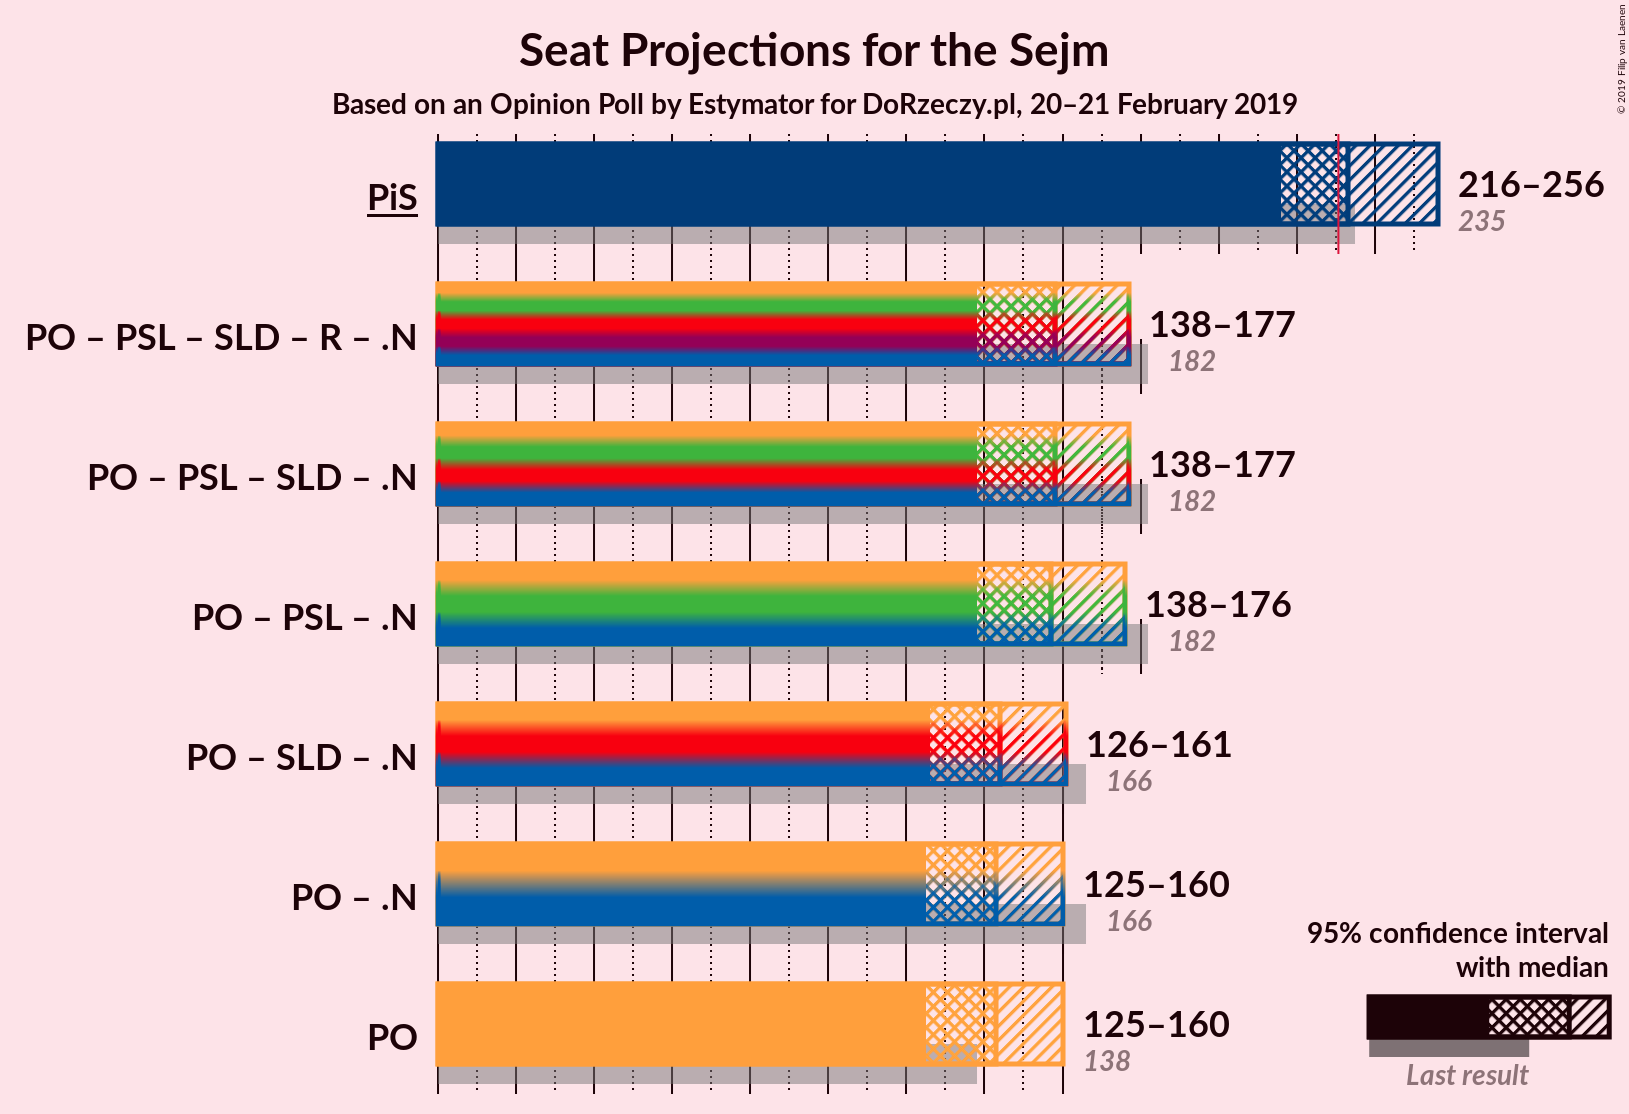 Seat Projections for the Sejm
Based on an Opinion Poll by Estymator for DoRzeczy.pl, 20–21 February 2019
© 2019 Filip van Laenen
PiS
216–256
235
PO – PSL – SLD – R – .N
138–177
182
PO – PSL – SLD – .N
138–177
182
PO – PSL – .N
138–176
182
PO – SLD – .N
126–161
166
PO – .N
125–160
166
PO
125–160
138
95% confidence interval
with median
Last result